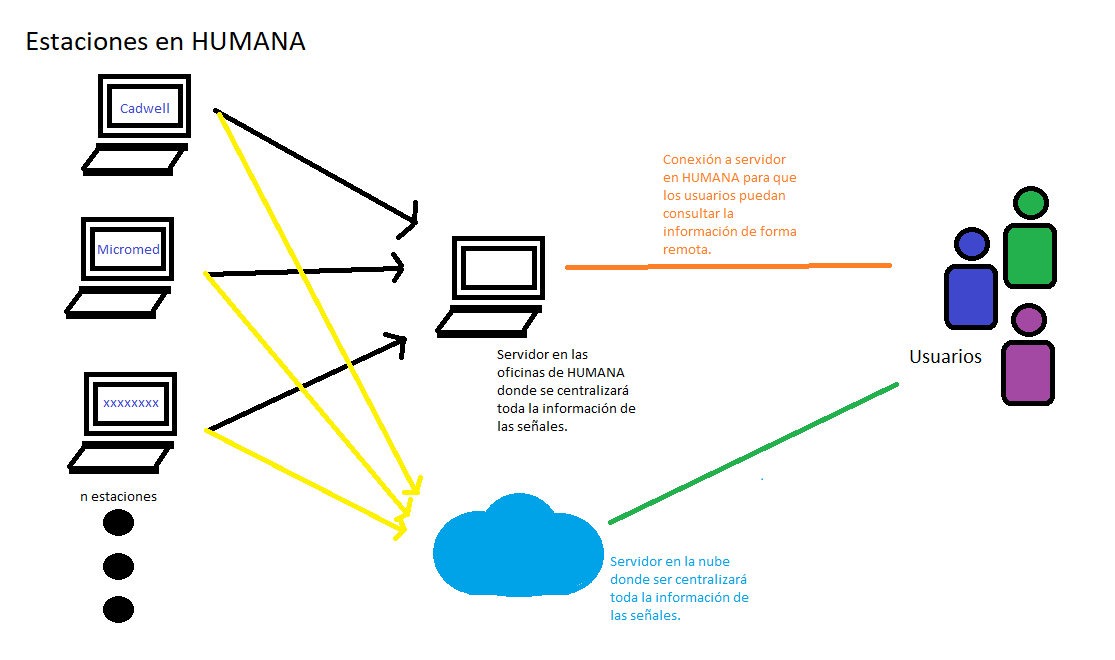 Estaciones en HUMANA
Cadwell
Micromed
xxxxxxxx
n estaciones
Servidor en las
oficinas de HUMANA
donde se centralizará
toda la información de
las señales.
Conexión a servidor
en HUMANA para que
los usuarios puedan
consultar la
información de forma
remota.
Usuarios
Servidor en la nube
donde ser centralizará
toda la información de
las señales.